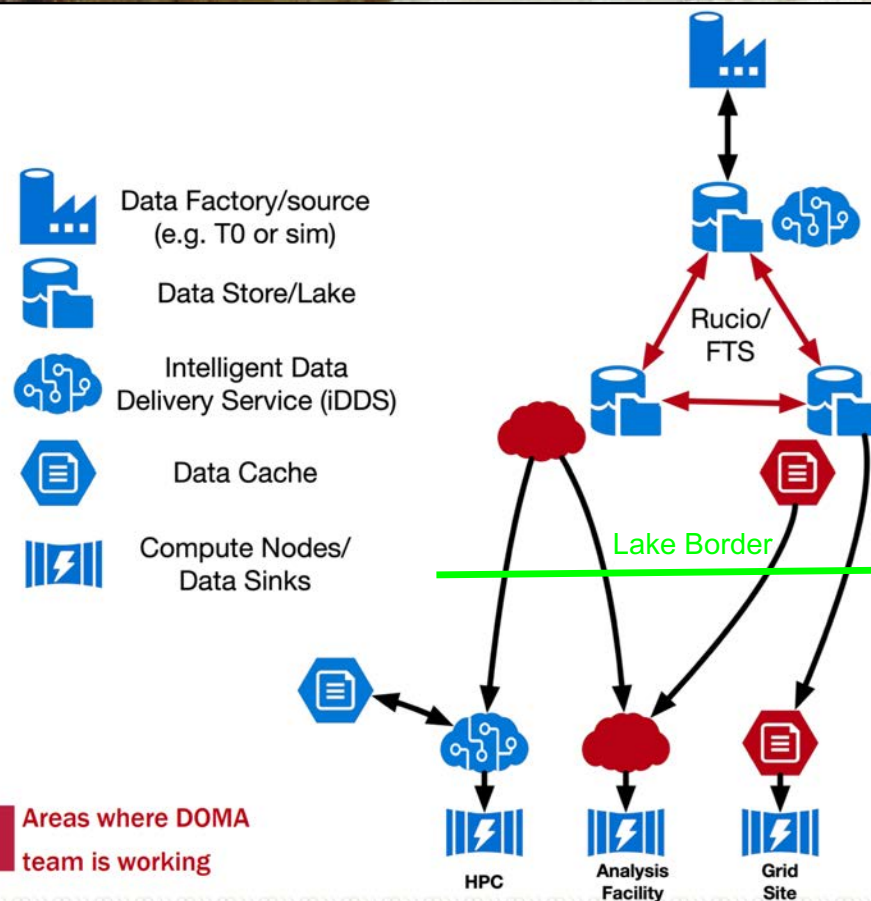 Data Factory/source
(e.g. T0 or sim)
Data Store/Lake
Intelligent Data
Delivery Service (iDDS)
Data Cache
Compute Nodes/
Data Sinks
Rucio/
FTS
Lake Border
Areas where DOMA
team is working
HPC
Analysis
Facility
Grid
Site